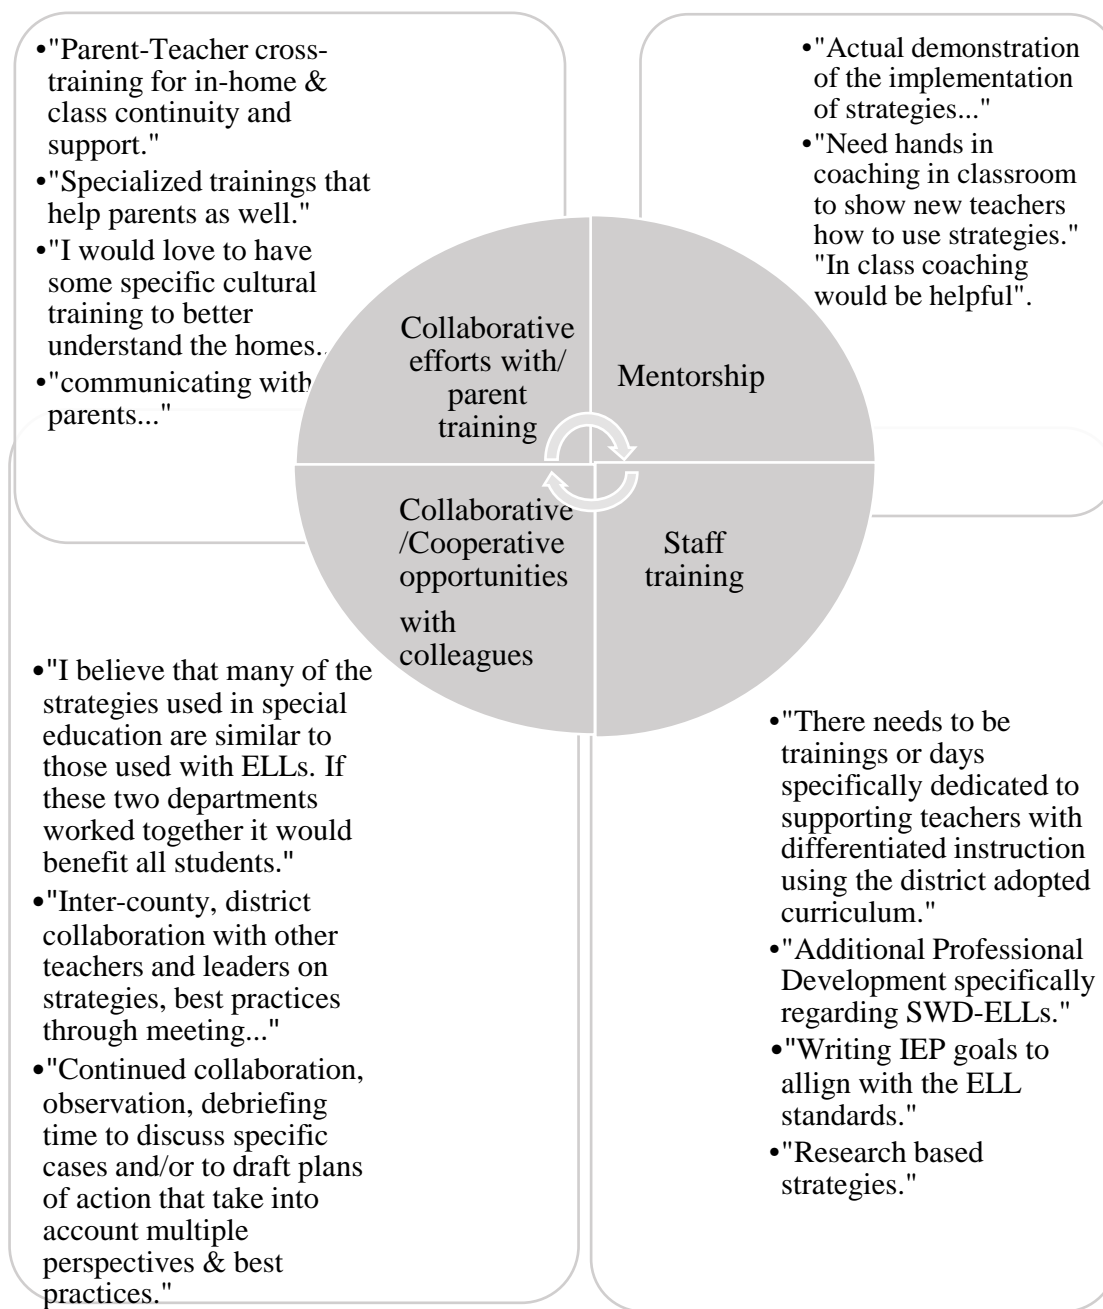 •"Parent-Teacher cross-
training for in-home &
class continuity and
support."
•"Specialized trainings that
help parents as well."
•"I would love to have
some specific cultural
training to better
understand the homes..
•"communicating with
parents..."
•"Actual demonstration
of the implementation
of strategies..."
•"Need hands in
coaching in classroom
to show new teachers
how to use strategies."
"In class coaching
would be helpful".
Collaborative
efforts with/
parent
training
Mentorship
Collaborative
/Cooperative
opportunities
with
colleagues
Staff
training
•"I believe that many of the
strategies used in special
education are similar to
those used with ELLs. If
these two departments
worked together it would
benefit all students."
•"Inter-county, district
collaboration with other
teachers and leaders on
strategies, best practices
through meeting..."
•"Continued collaboration,
observation, debriefing
time to discuss specific
cases and/or to draft plans
of action that take into
account multiple
perspectives & best
practices."
•"There needs to be
trainings or days
specifically dedicated to
supporting teachers with
differentiated instruction
using the district adopted
curriculum."
•"Additional Professional
Development specifically
regarding SWD-ELLs."
•"Writing IEP goals to
allign with the ELL
standards."
•"Research based
strategies."